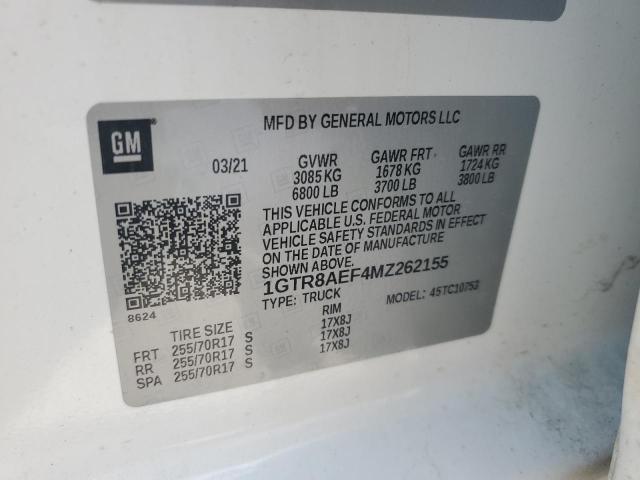 GM
MFD BY GENERAL MOTORS LLC
03/21 GVWR GAWR FRT GAWR RR
3085 KG 1678 KG 1724 KG
6800 LB 3700 LB 3800 LB
THIS VEHICLE CONFORMS TO ALL
APPLICABLE U.S. FEDERAL MOTOR
VEHICLE SAFETY STANDARDS IN EFFECT
ON THE DATE OF MANUFACTURE
SHOWN ABOVE.
1GTR8AEF4MZ262155
TYPE: TRUCK MODEL: 45TC10753
8624
TIRE SIZE RIM
FRT 255/70R17 S 17X8J
RR 255/70R17 S 17X8J
SPA 255/70R17 S 17X8J